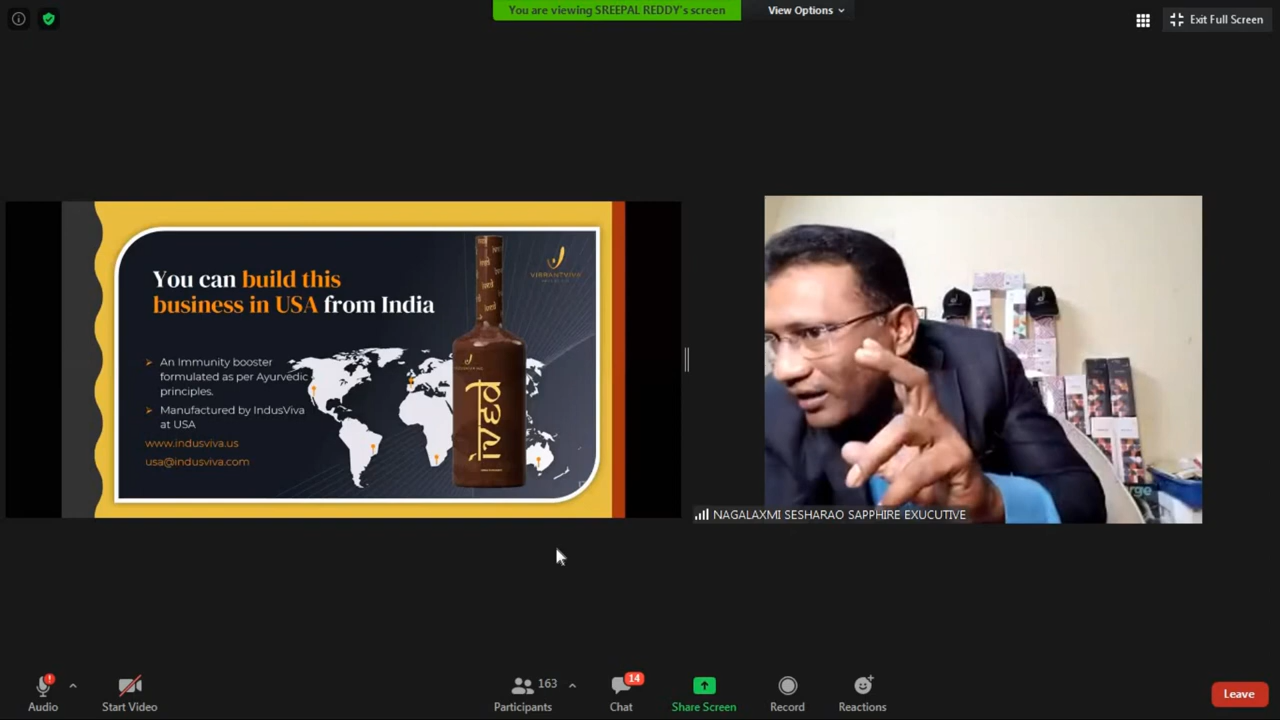 You are viewing SREEPAL REDDY's screen
View Options
Exit Full Screen
You can build this
business in USA from India
VIBRANTVIVA
An Immunity booster
formulated as per Ayurvedic
principles.
Manufactured by IndusViva
at USA
www.indusviva.us
usa@indusviva.com
ived
NAGALAXMI SESHARAO SAPPHIRE EXUCUTIVE
Audio
Start Video
163
Participants
14
Chat
Share Screen
Record
Reactions
Leave